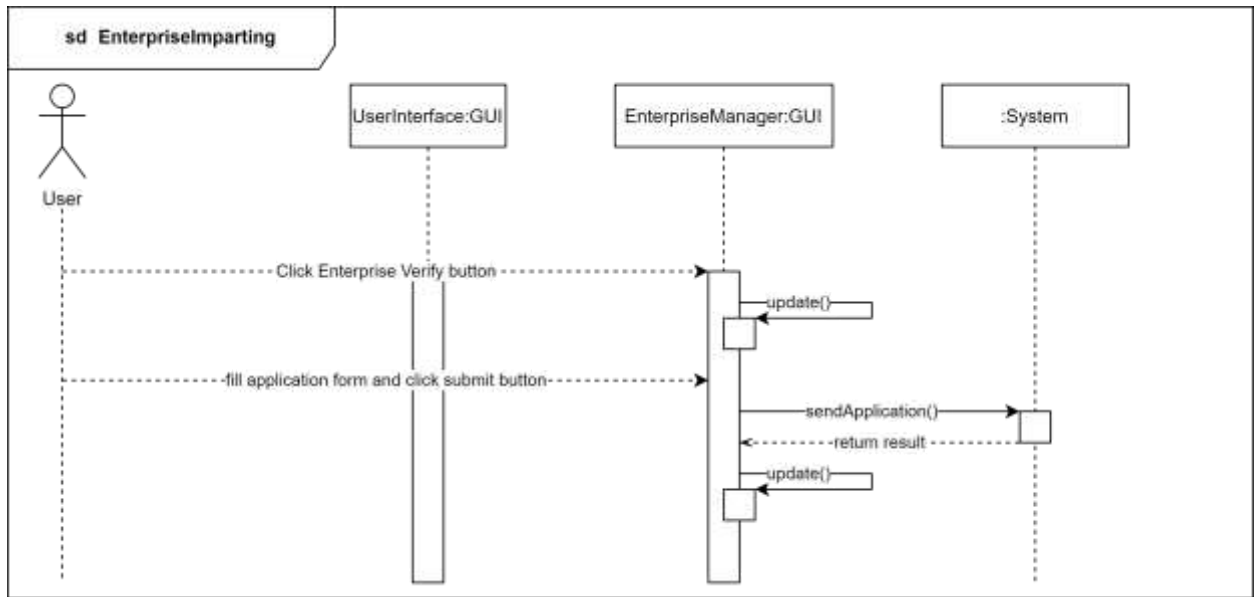 sd EnterpriseImparting
UserInterface:GUI
EnterpriseManager:GUI
:System
User
Click Enterprise Verify button
update()
fill application form and click submit button
sendApplication()
return result
update()